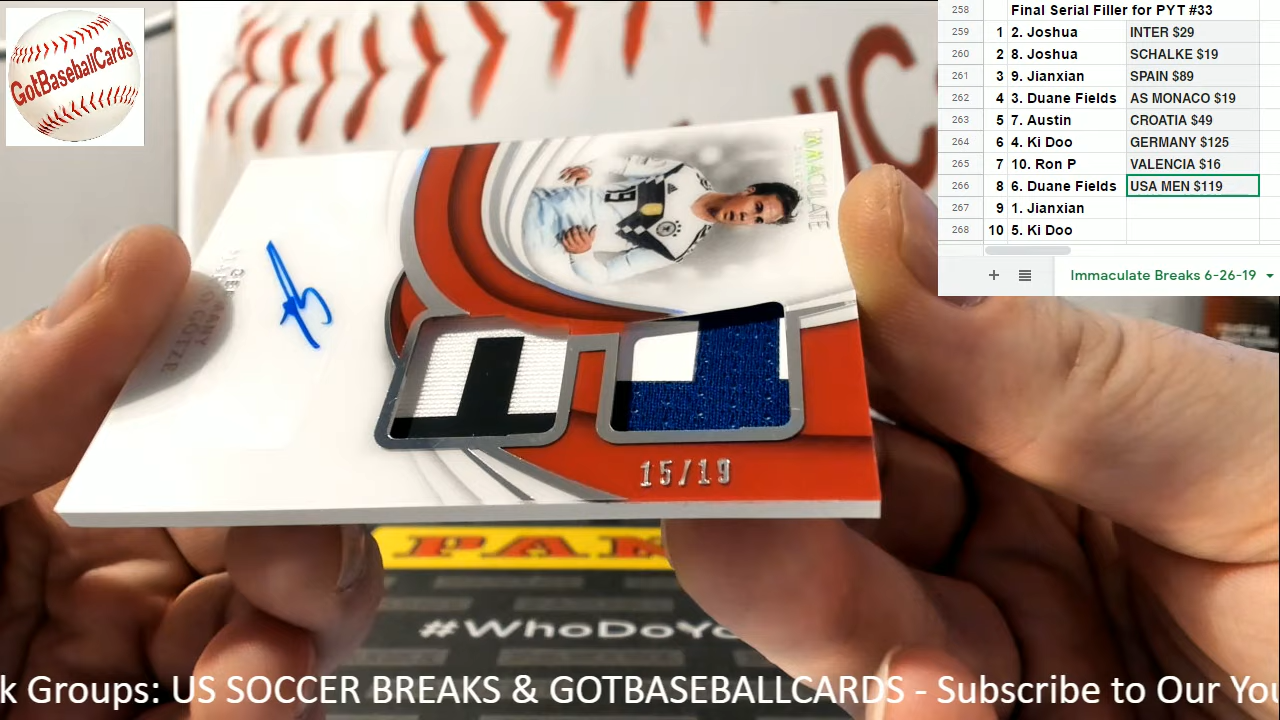 GotBaseballCards
258 Final Serial Filler for PYT #33
259 1 2. Joshua INTER $29
260 2 8. Joshua SCHALKE $19
261 3 9. Jianxian SPAIN $89
262 4 3. Duane Fields AS MONACO $19
263 5 7. Austin CROATIA $49
264 6 4. Ki Doo GERMANY $125
265 7 10. Ron P VALENCIA $16
266 8 6. Duane Fields USA MEN $119
267 9 1. Jianxian
268 10 5. Ki Doo
+ Immaculate Breaks 6-26-19
IMMACULATE
19
GÖTZE
15/19
PANI
#WhoDoYo
k Groups: US SOCCER BREAKS & GOTBASEBALLCARDS - Subscribe to Our You